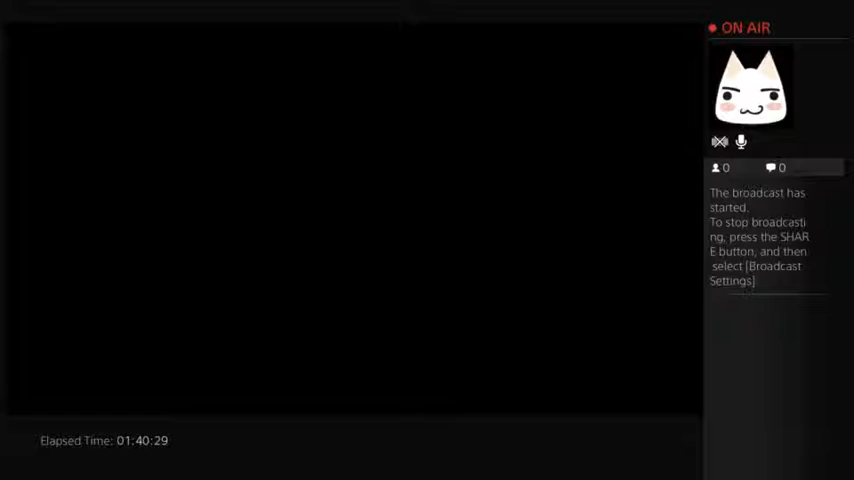 ON AIR
0 0
The broadcast has
started.
To stop broadcasti
ng, press the SHAR
E button, and then
select [Broadcast
Settings]
Elapsed Time: 01:40:29